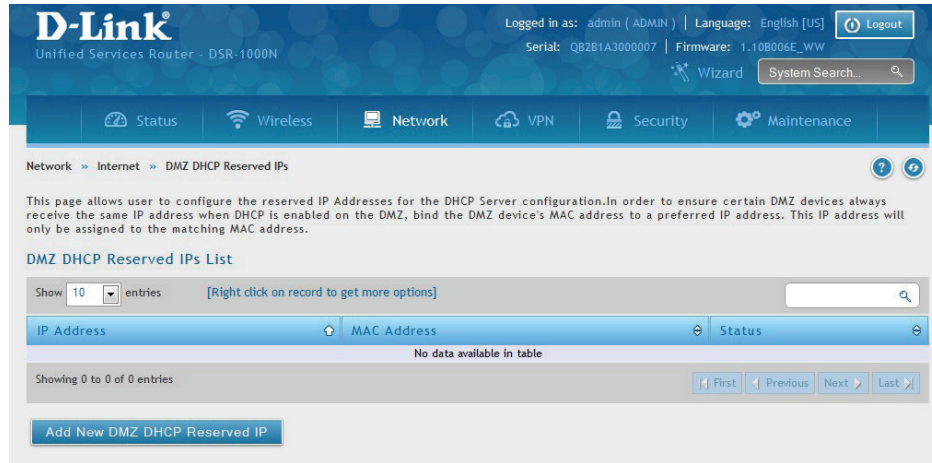 D-Link
Unified Services Router - DSR-1000N
Logged in as: admin ( ADMIN ) | Language: English [US] Logout
Serial: QB2B1A3000007 | Firmware: 1.10B006E_WW
Wizard System Search...
Status Wireless Network VPN Security Maintenance
Network » Internet » DMZ DHCP Reserved IPs ?
This page allows user to configure the reserved IP Addresses for the DHCP Server configuration.In order to ensure certain DMZ devices always
receive the same IP address when DHCP is enabled on the DMZ, bind the DMZ device's MAC address to a preferred IP address. This IP address will
only be assigned to the matching MAC address.
DMZ DHCP Reserved IPs List
Show 10 entries [Right click on record to get more options]
IP Address MAC Address Status
No data available in table
Showing 0 to 0 of 0 entries First Previous Next Last
Add New DMZ DHCP Reserved IP